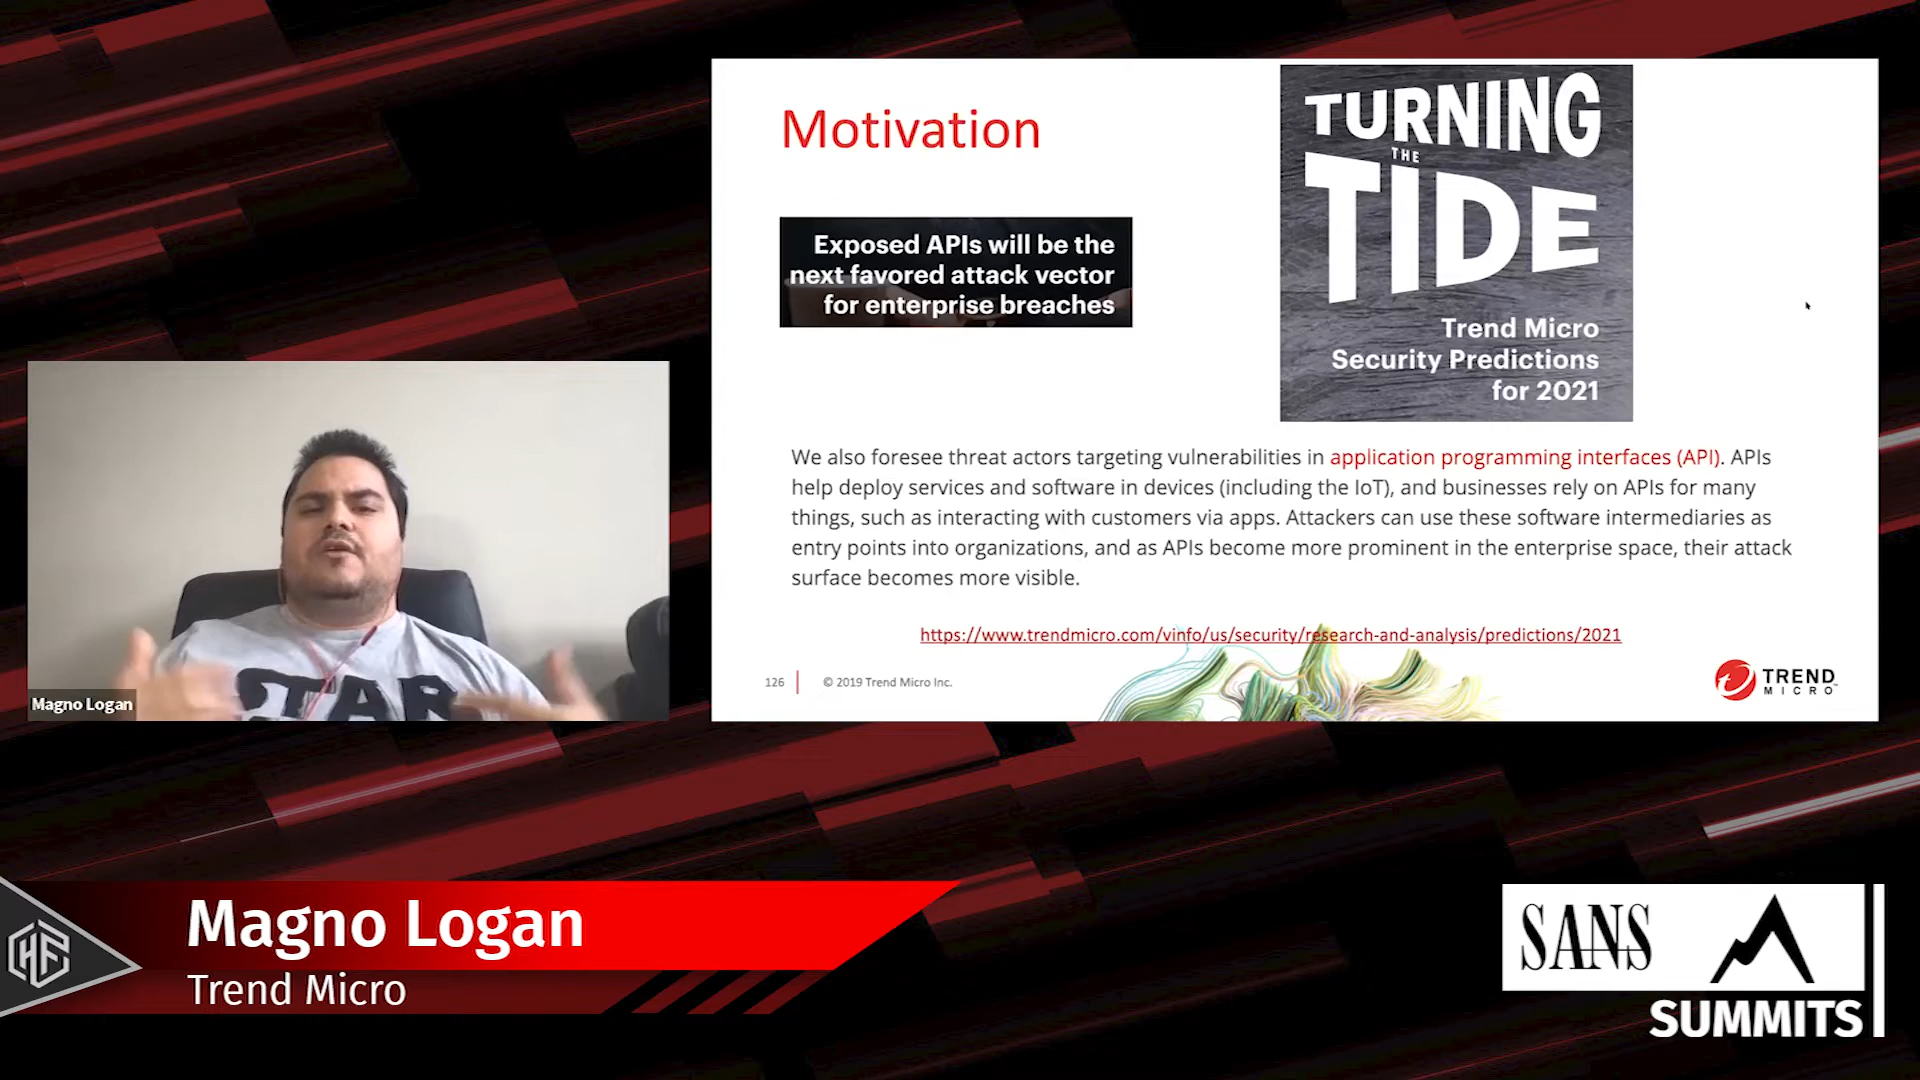 Motivation
TURNING
THE
TIDE
Trend Micro
Security Predictions
for 2021
Exposed APIs will be the
next favored attack vector
for enterprise breaches
We also foresee threat actors targeting vulnerabilities in application programming interfaces (API). APIs
help deploy services and software in devices (including the IoT), and businesses rely on APIs for many
things, such as interacting with customers via apps. Attackers can use these software intermediaries as
entry points into organizations, and as APIs become more prominent in the enterprise space, their attack
surface becomes more visible.
https://www.trendmicro.com/vinfo/us/security/research-and-analysis/predictions/2021
126
© 2019 Trend Micro Inc.
TREND
MICRO™
STAR
Magno Logan
HF
Magno Logan
Trend Micro
SANS
SUMMITS